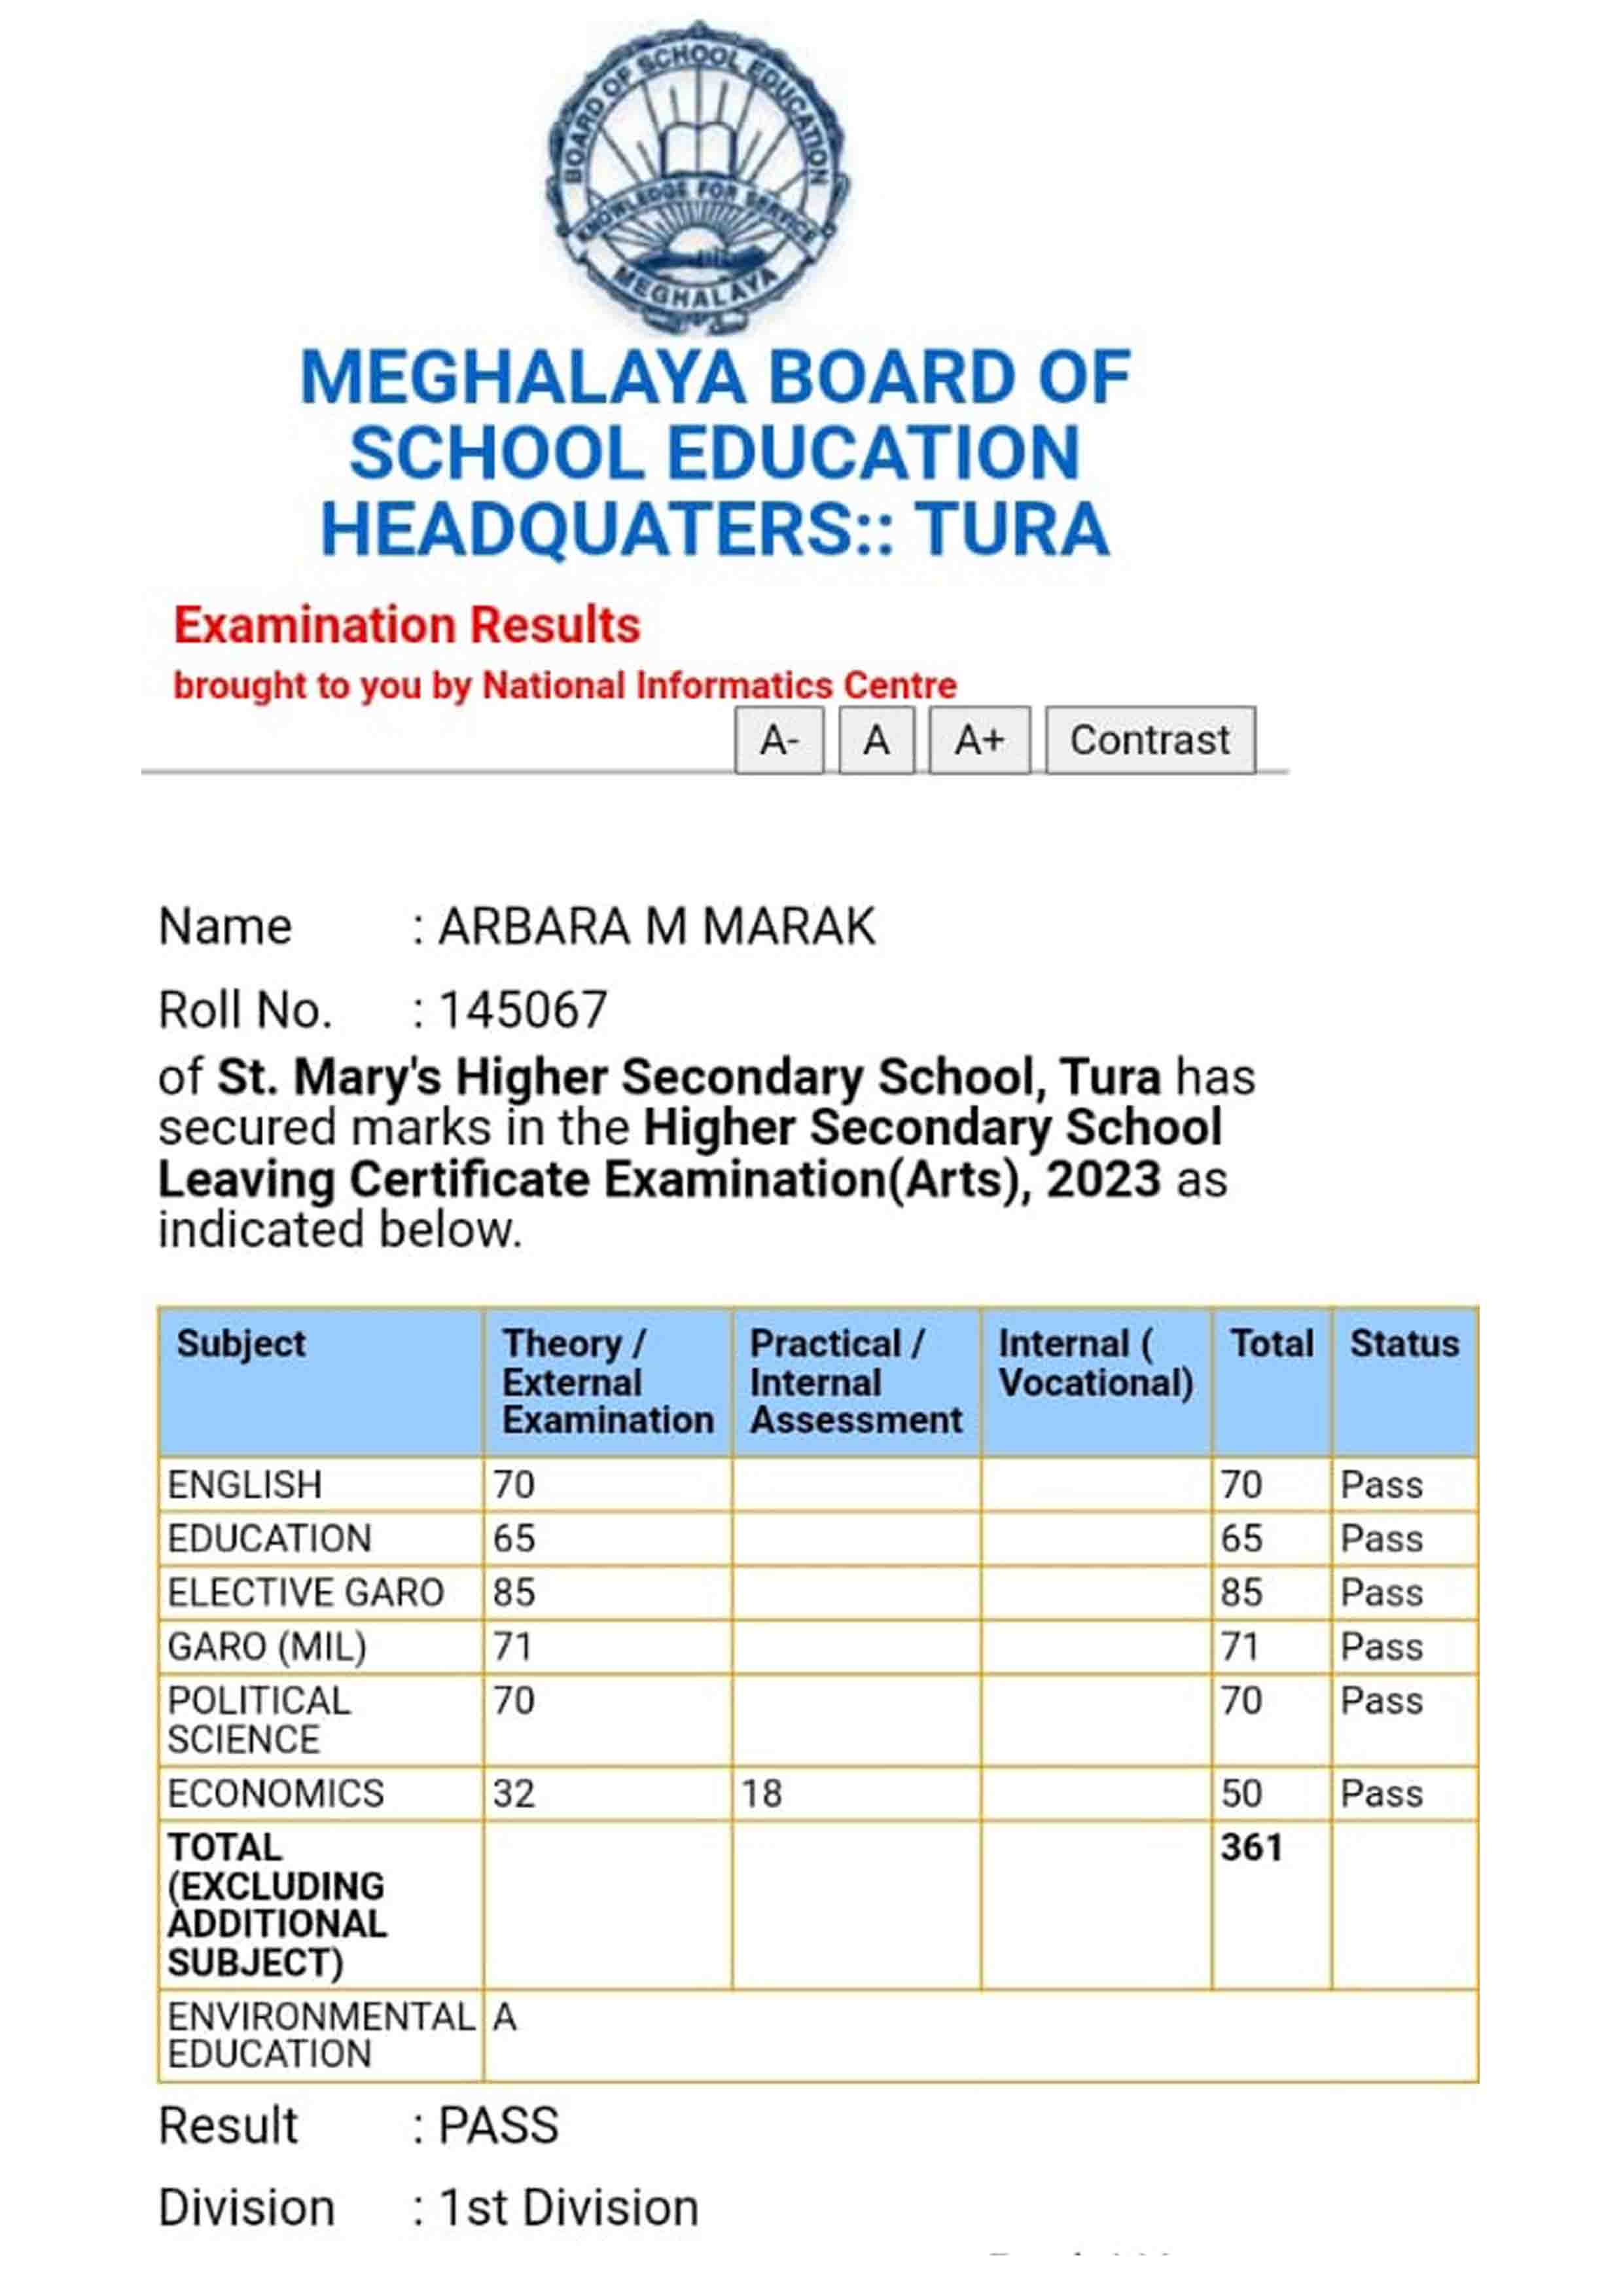 BOARD OF SCHOOL EDUCATION
KNOWLEDGE FOR SERVICE
MEGHALAYA
MEGHALAYA BOARD OF
SCHOOL EDUCATION
HEADQUATERS:: TURA
Examination Results
brought to you by National Informatics Centre
A- A A+ Contrast
Name : ARBARA M MARAK
Roll No. : 145067
of St. Mary's Higher Secondary School, Tura has
secured marks in the Higher Secondary School
Leaving Certificate Examination(Arts), 2023 as
indicated below.
Subject Theory / Practical / Internal ( Total Status
External Internal Vocational)
Examination Assessment
ENGLISH 70 70 Pass
EDUCATION 65 65 Pass
ELECTIVE GARO 85 85 Pass
GARO (MIL) 71 71 Pass
POLITICAL 70 70 Pass
SCIENCE
ECONOMICS 32 18 50 Pass
TOTAL 361
(EXCLUDING
ADDITIONAL
SUBJECT)
ENVIRONMENTAL A
EDUCATION
Result : PASS
Division : 1st Division